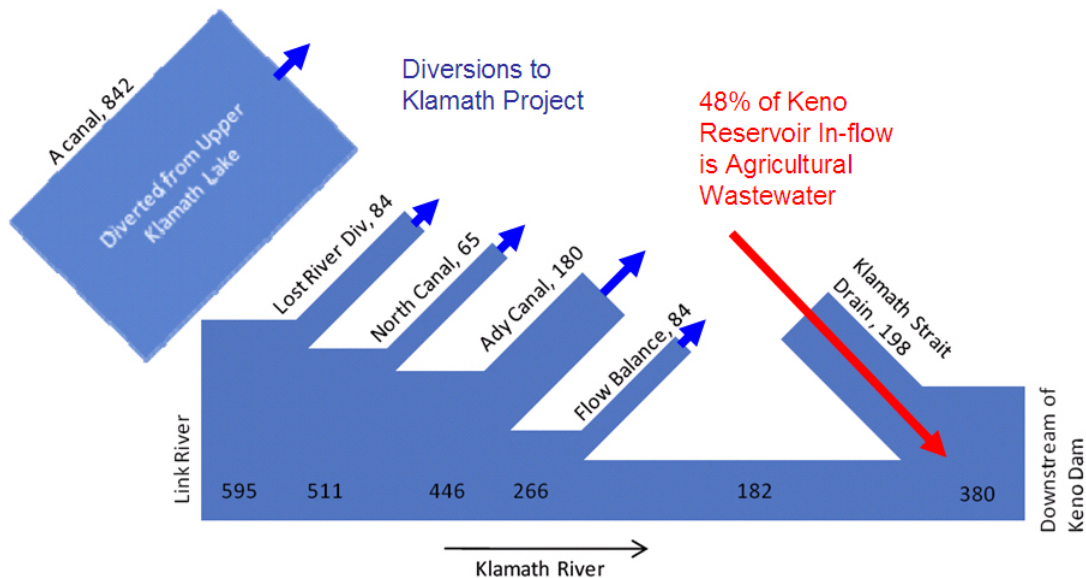 A canal, 842
Diverted from Upper
Klamath Lake
Diversions to
Klamath Project
48% of Keno
Reservoir In-flow
is Agricultural
Wastewater
Lost River Div, 84
North Canal, 65
Ady Canal, 180
Flow Balance, 84
Klamath Strait
Drain, 198
Link River
595 511 446 266 182 380
Downstream of
Keno Dam
Klamath River